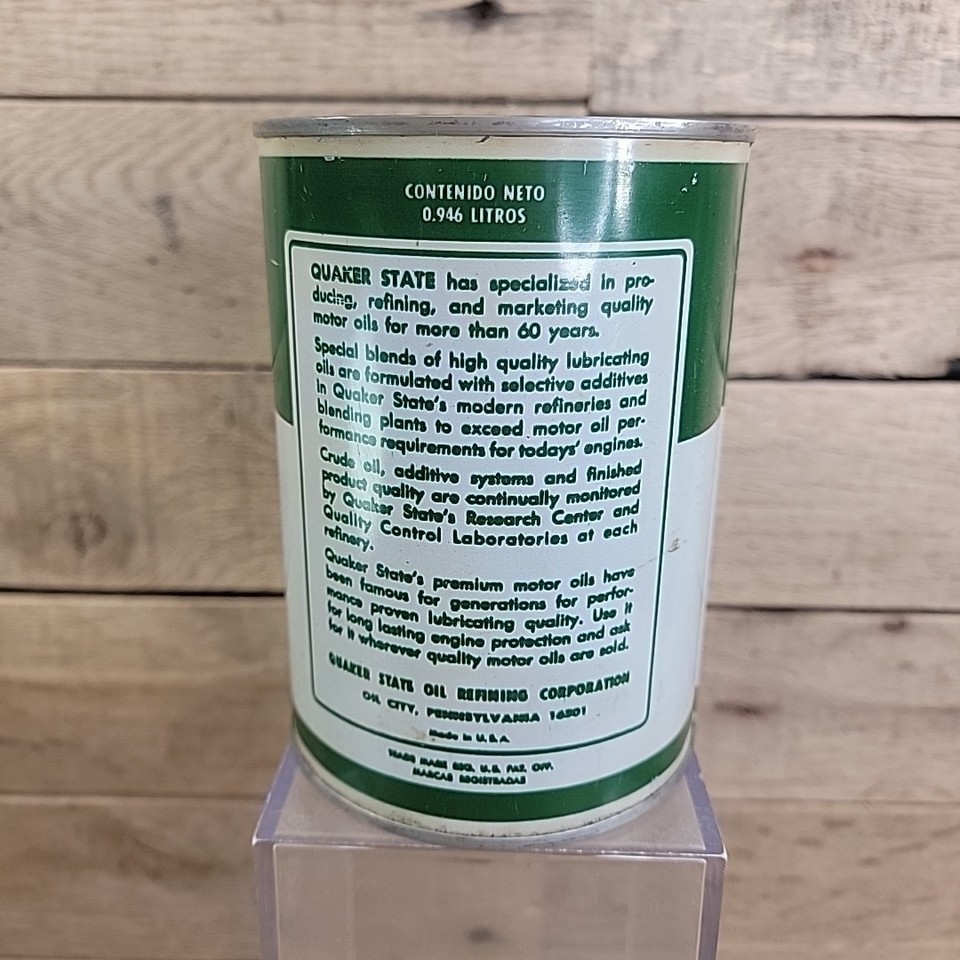 CONTENIDO NETO
0.946 LITROS
QUAKER STATE has specialized in pro-
ducing, refining, and marketing quality
motor oils for more than 60 years.
Special blends of high quality lubricating
oils are formulated with selective additives
in Quaker State's modern refineries and
blending plants to exceed motor oil per-
formance requirements for todays' engines.
Crude oil, additive systems and finished
product quality are continually monitored
by Quaker State's Research Center and
Quality Control Laboratories at each
refinery.
Quaker State's premium motor oils have
been famous for generations for perfor-
mance proven lubricating quality. Use it
for long lasting engine protection and ask
for it wherever quality motor oils are sold.
QUAKER STATE OIL REFINING CORPORATION
OIL CITY, PENNSYLVANIA 16301
Made in U.S.A.
TRADE MARK REG. U.S. PAT. OFF.
MARCAS REGISTRADAS